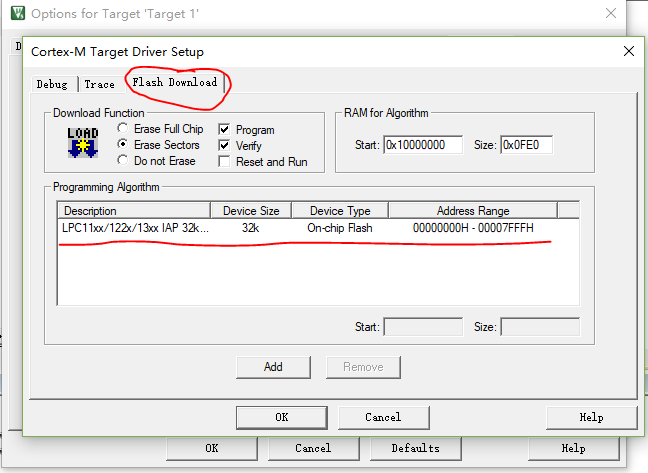 Options for Target 'Target 1'
Cortex-M Target Driver Setup
Debug Trace Flash Download
Download Function
LOAD
Erase Full Chip
Erase Sectors
Do not Erase
Program
Verify
Reset and Run
RAM for Algorithm
Start: 0x10000000 Size: 0x0FE0
Programming Algorithm
Description Device Size Device Type Address Range
LPC11xx/122x/13xx IAP 32k... 32k On-chip Flash 00000000H - 00007FFFH
Start: Size:
Add Remove
OK Cancel Help
OK Cancel Defaults Help